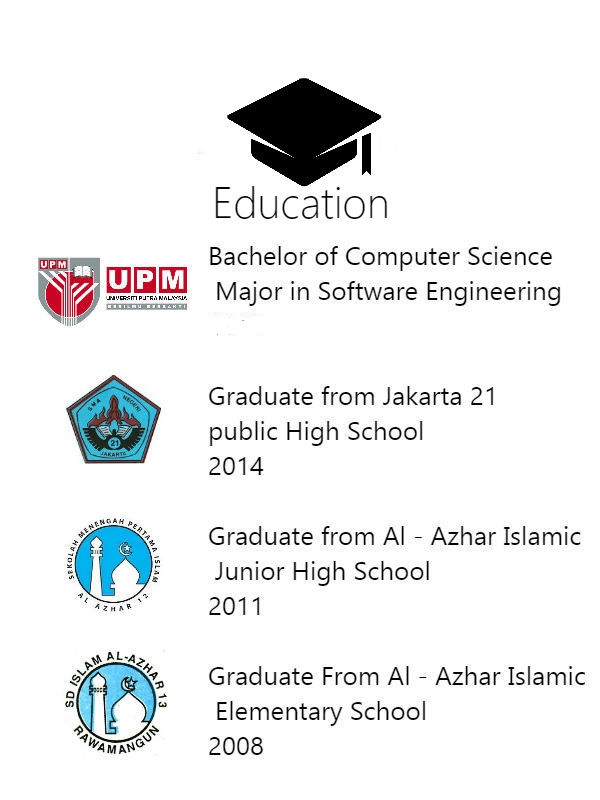 Education
UPM
UPM
UNIVERSITI PUTRA MALAYSIA
BERILMU BERBAKTI
Bachelor of Computer Science
Major in Software Engineering
SMA NEGERI
21
JAKARTA
Graduate from Jakarta 21
public High School
2014
SEKOLAH MENENGAH PERTAMA ISLAM
AL AZHAR 12
Graduate from Al - Azhar Islamic
Junior High School
2011
SD ISLAM AL-AZHAR 13
RAWAMANGUN
Graduate From Al - Azhar Islamic
Elementary School
2008